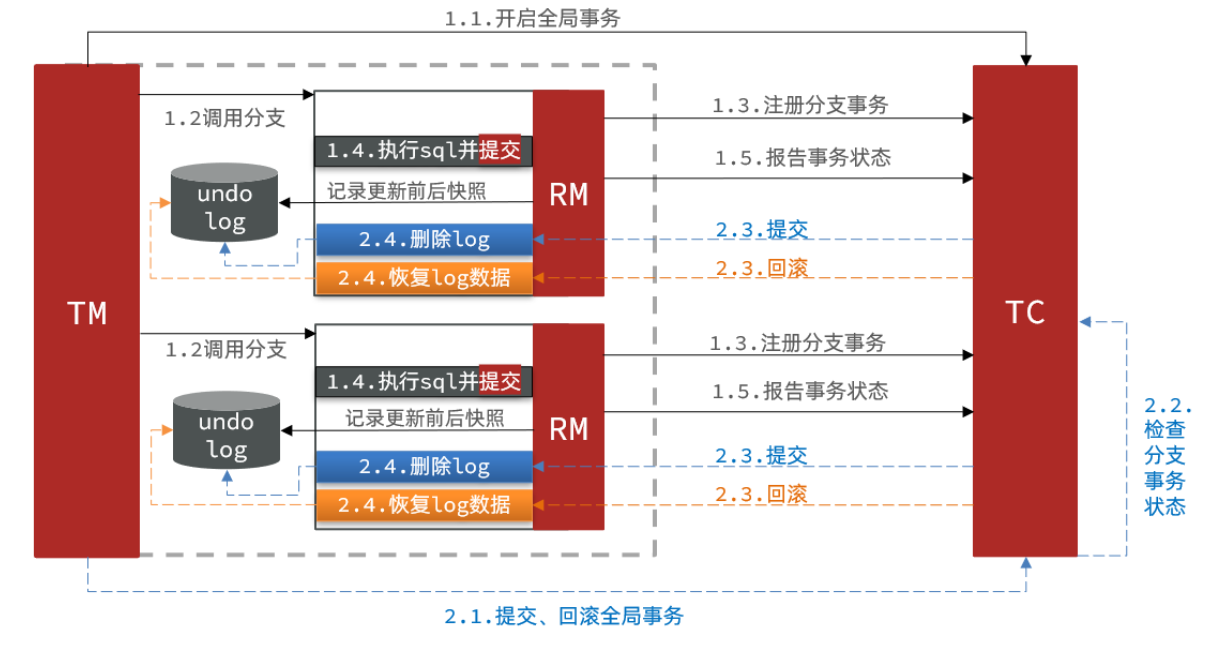 1.1.开启全局事务
TM
1.2调用分支
1.4.执行sql并提交
记录更新前后快照
undo
log
2.4.删除log
2.4.恢复log数据
RM
1.3.注册分支事务
1.5.报告事务状态
2.3.提交
2.3.回滚
1.2调用分支
1.4.执行sql并提交
记录更新前后快照
undo
log
2.4.删除log
2.4.恢复log数据
RM
1.3.注册分支事务
1.5.报告事务状态
2.3.提交
2.3.回滚
TC
2.2.
检查
分支
事务
状态
2.1.提交、回滚全局事务